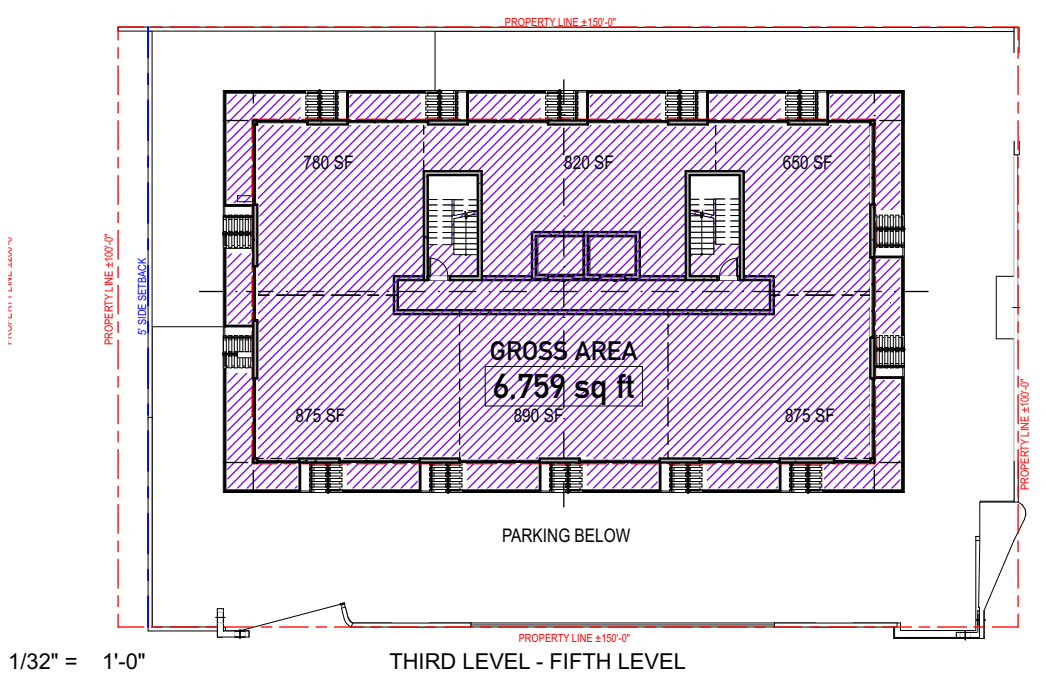 PROPERTY LINE ±150'-0"
780 SF
820 SF
650 SF
PROPERTY LINE ±100'-0"
5' SIDE SETBACK
GROSS AREA
6,759 sq ft
875 SF
890 SF
875 SF
PROPERTY LINE ±100'-0"
PARKING BELOW
PROPERTY LINE ±150'-0"
1/32" = 1'-0"
THIRD LEVEL - FIFTH LEVEL